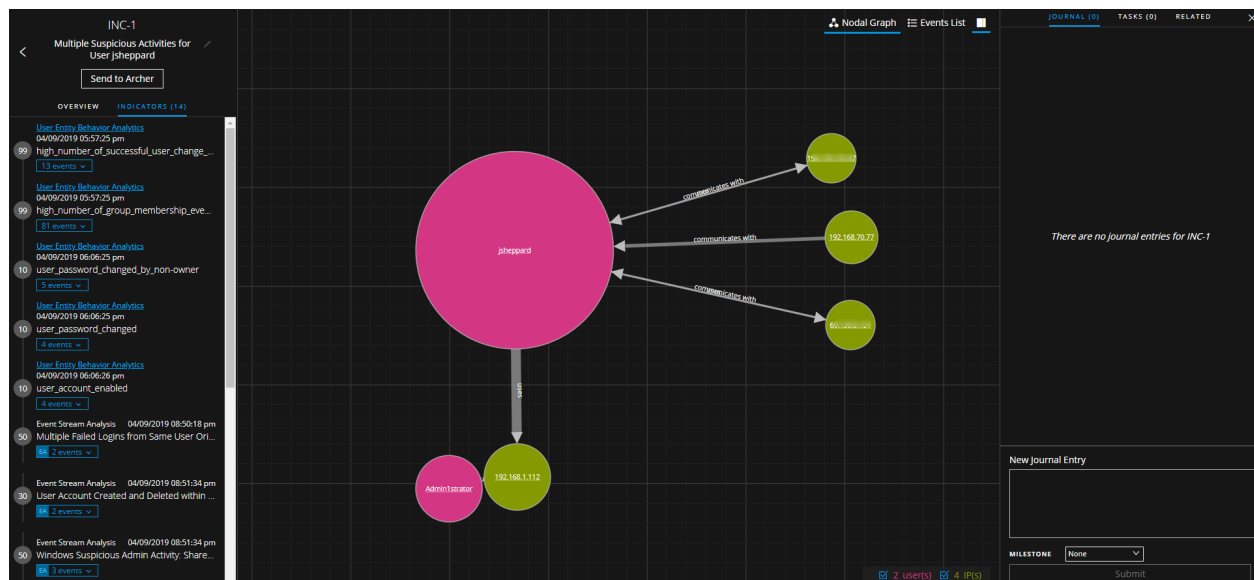 INC-1
Multiple Suspicious Activities for
User jsheppard
Send to Archer
OVERVIEW
INDICATORS (14)
User Entity Behavior Analytics
04/09/2019 05:57:25 pm
99
high_number_of_successful_user_change_...
13 events
User Entity Behavior Analytics
04/09/2019 05:57:25 pm
99
high_number_of_group_membership_eve...
81 events
User Entity Behavior Analytics
04/09/2019 06:06:25 pm
10
user_password_changed_by_non-owner
5 events
User Entity Behavior Analytics
04/09/2019 06:06:25 pm
10
user_password_changed
4 events
User Entity Behavior Analytics
04/09/2019 06:06:26 pm
10
user_account_enabled
4 events
Event Stream Analysis 04/09/2019 08:50:18 pm
50
Multiple Failed Logins from Same User Ori...
EA 2 events
Event Stream Analysis 04/09/2019 08:51:34 pm
30
User Account Created and Deleted within ...
EA 2 events
Event Stream Analysis 04/09/2019 08:51:34 pm
50
Windows Suspicious Admin Activity: Share...
EA 3 events
Nodal Graph
Events List
communicates with
jsheppard
communicates with
192.168.70.77
communicates with
uses
Admin1strator
192.168.1.112
2 user(s)
4 IP(s)
JOURNAL (0)
TASKS (0)
RELATED
There are no journal entries for INC-1
New Journal Entry
MILESTONE
None
Submit